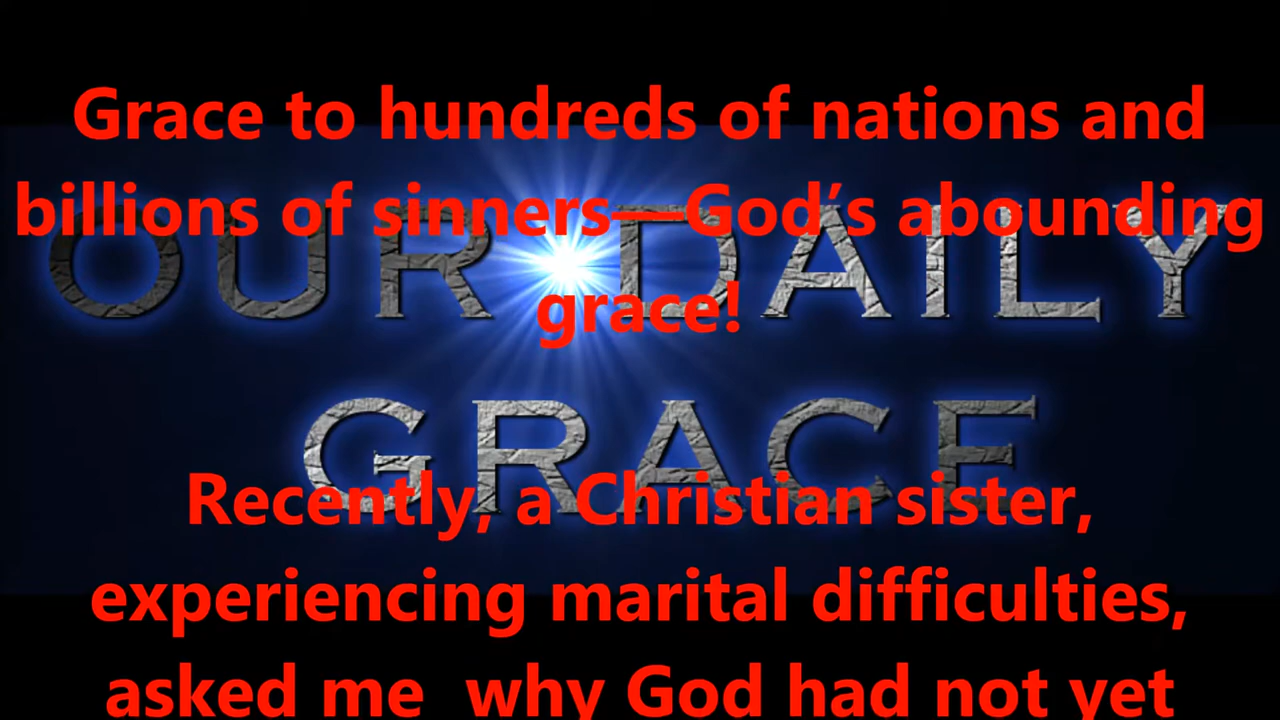 Grace to hundreds of nations and
billions of sinners—God's abounding
OUR DAILY
grace!
GRACE
Recently, a Christian sister,
experiencing marital difficulties,
asked me  why God had not yet